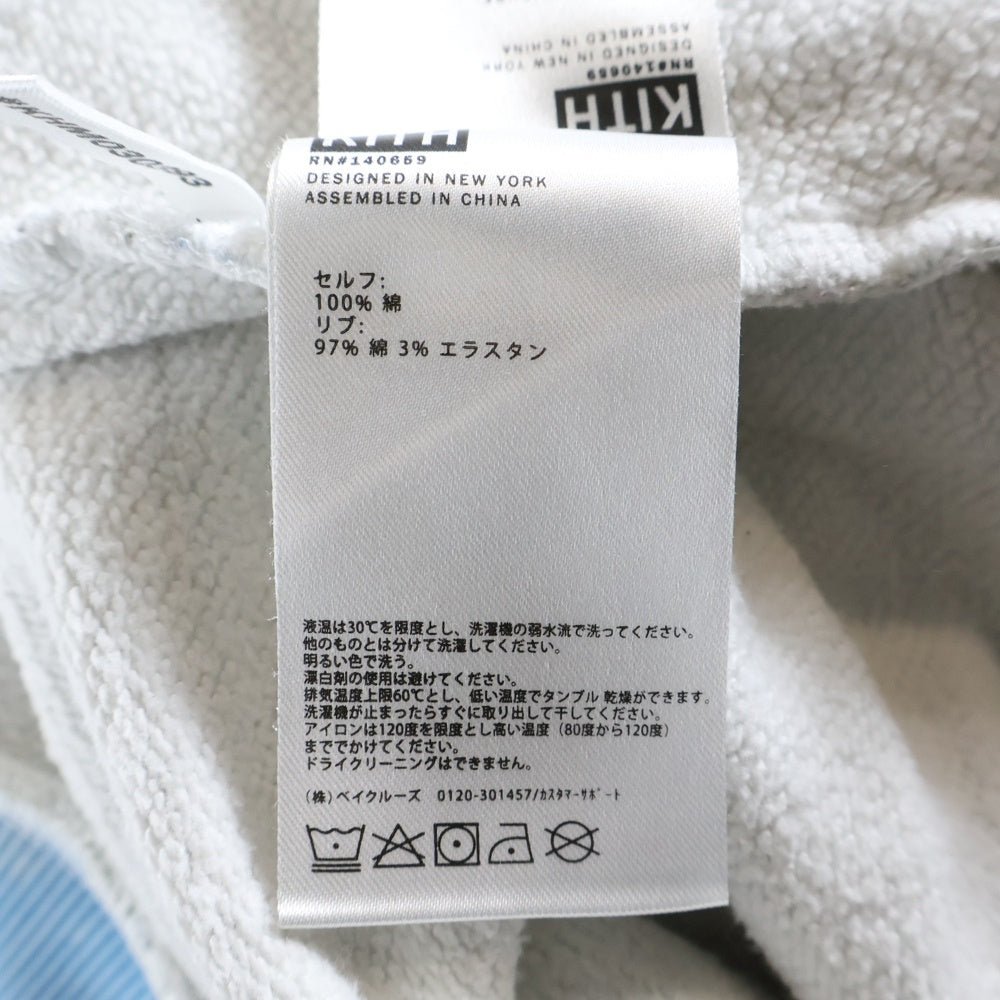 RN#140659
DESIGNED IN NEW YORK
ASSEMBLED IN CHINA
KITH
KITH
RN#140659
DESIGNED IN NEW YORK
ASSEMBLED IN CHINA
セルフ:
100% 綿
リブ:
97% 綿 3% エラスタン
液温は30℃を限度とし、洗濯機の弱水流で洗ってください。
他のものとは分けて洗濯してください。
明るい色で洗う。
漂白剤の使用は避けてください。
排気温度上限60℃とし、低い温度でタンブル 乾燥ができます。
洗濯機が止まったらすぐに取り出して干してください。
アイロンは120度を限度とし高い温度（80度から120度）
まででかけてください。
ドライクリーニングはできません。
（株）ベイクルーズ 0120-301457/ｶｽﾀﾏｰｻﾎﾟｰﾄ